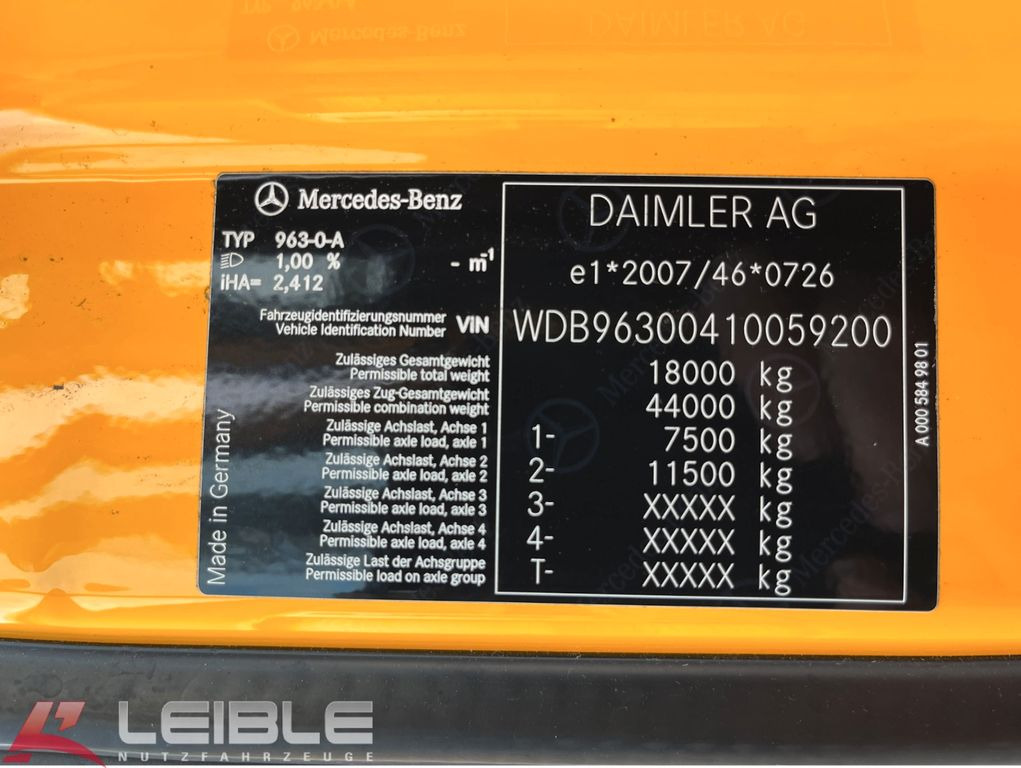 Mercedes-Benz
TYP 963-0-A
1,00 % - m⁻¹
iHA= 2,412
DAIMLER AG
e1*2007/46*0726
Fahrzeugidentifizierungsnummer
Vehicle Identification Number VIN WDB96300410059200
Zulässiges Gesamtgewicht
Permissible total weight 18000 kg
Zulässiges Zug-Gesamtgewicht
Permissible combination weight 44000 kg
Zulässige Achslast, Achse 1
Permissible axle load, axle 1 1- 7500 kg
Zulässige Achslast, Achse 2
Permissible axle load, axle 2 2- 11500 kg
Zulässige Achslast, Achse 3
Permissible axle load, axle 3 3- XXXXX kg
Zulässige Achslast, Achse 4
Permissible axle load, axle 4 4- XXXXX kg
Zulässige Last der Achsgruppe
Permissible load on axle group T- XXXXX kg
Made in Germany
A 000 584 98 01
LEIBLE
NUTZFAHRZEUGE